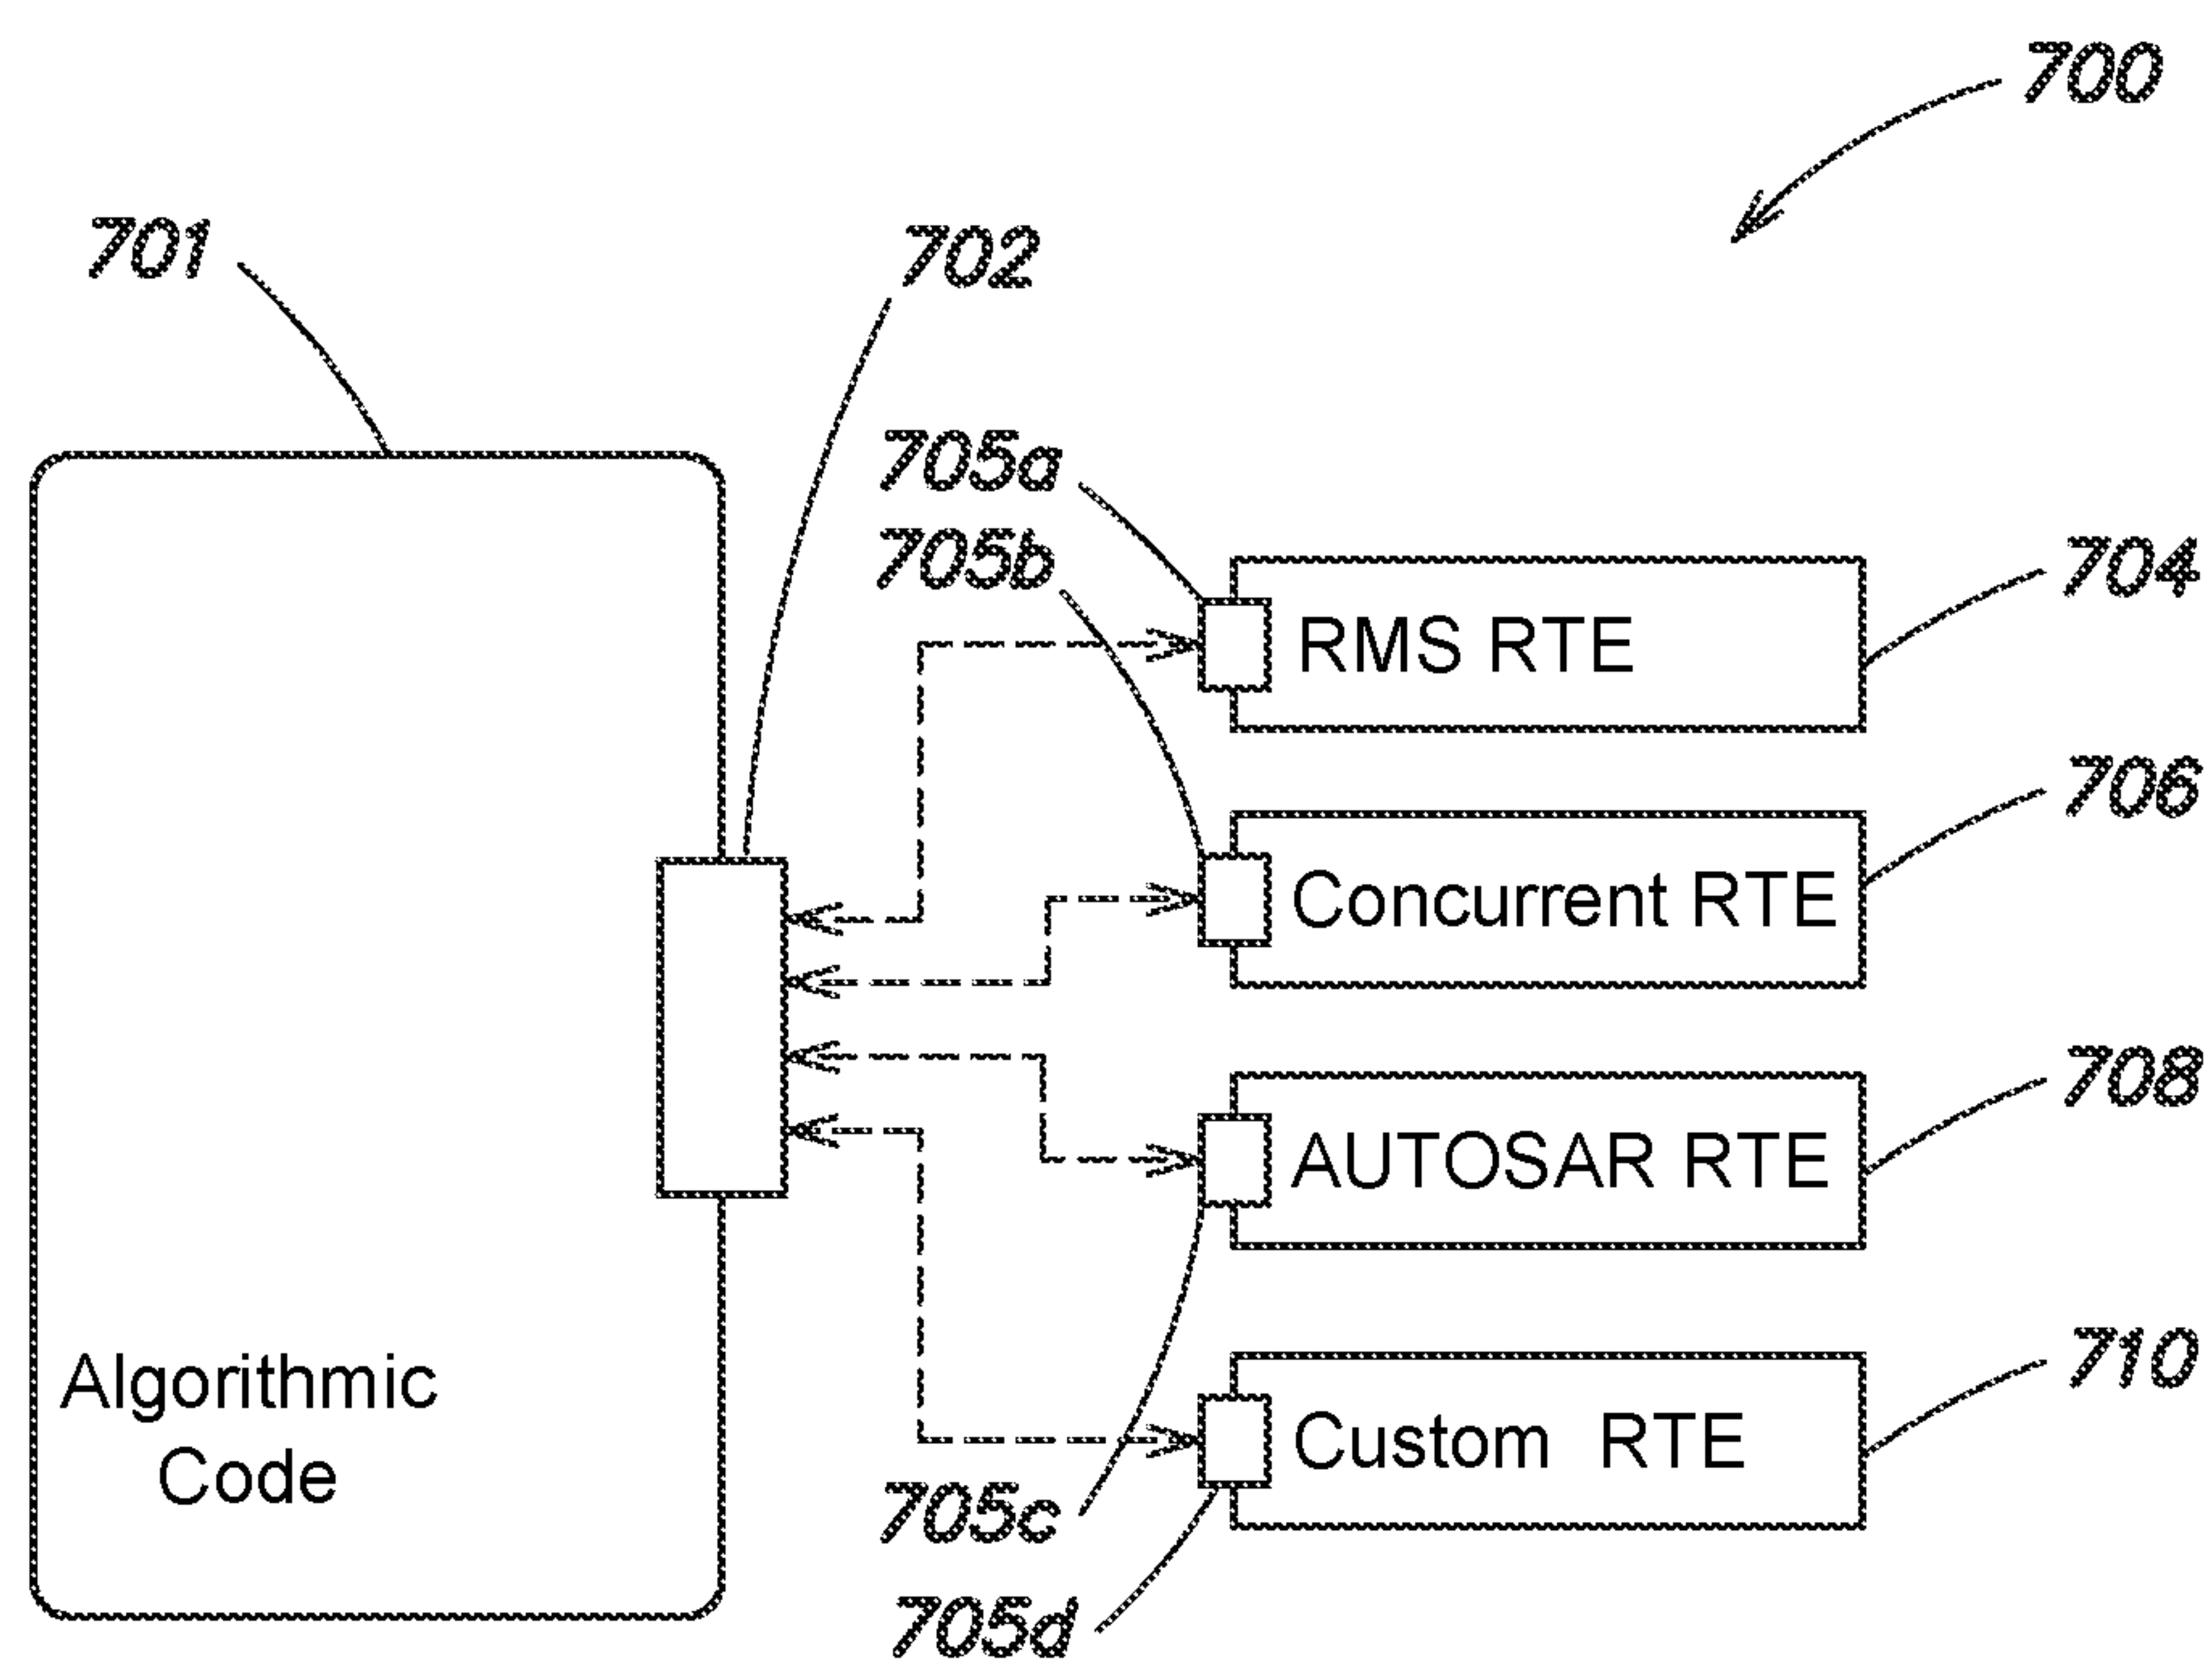 700
701
702
705a
705b
RMS RTE
704
706
Concurrent RTE
708
AUTOSAR RTE
710
Algorithmic
Code
Custom RTE
705c
705d